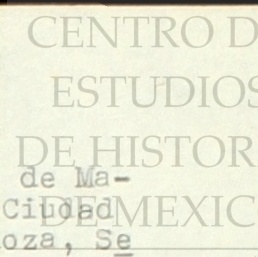 CENTRO D
ESTUDIOS
DE HISTOR
de Ma-
Ciudad
DE MEXIC
oza, Se